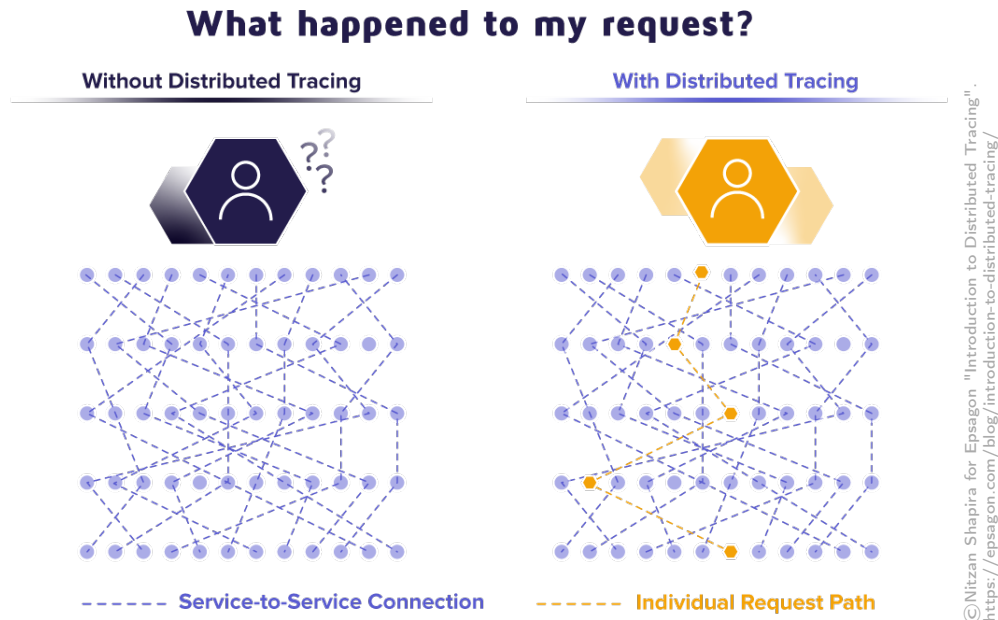 What happened to my request?
Without Distributed Tracing
With Distributed Tracing
???
Service-to-Service Connection
Individual Request Path
©Nitzan Shapira for Epsagon "Introduction to Distributed Tracing".
https://epsagon.com/blog/introduction-to-distributed-tracing/